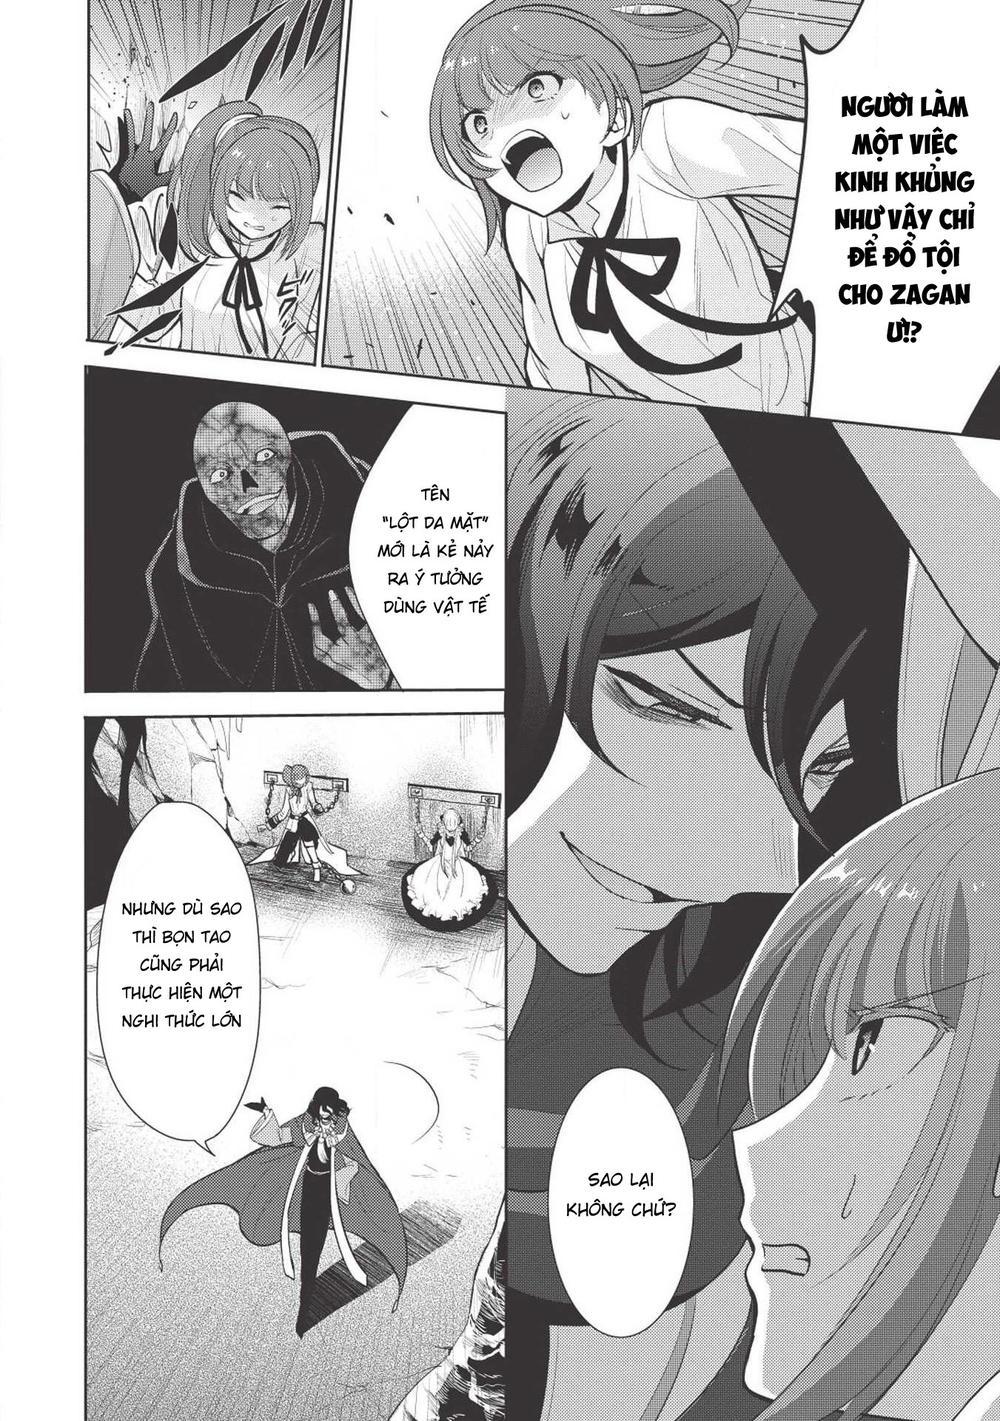 NGƯƠI LÀM
MỘT VIỆC
KINH KHỦNG
NHƯ VẬY CHỈ
ĐỂ ĐỔ TỘI
CHO ZAGAN
Ư!?
SAO LẠI
KHÔNG CHỨ?
TÊN
"LỘT DA MẶT"
MỚI LÀ KẺ NẢY
RA Ý TƯỞNG
DÙNG VẬT TẾ
NHƯNG DÙ SAO
THÌ BỌN TAO
CŨNG PHẢI
THỰC HIỆN MỘT
NGHI THỨC LỚN